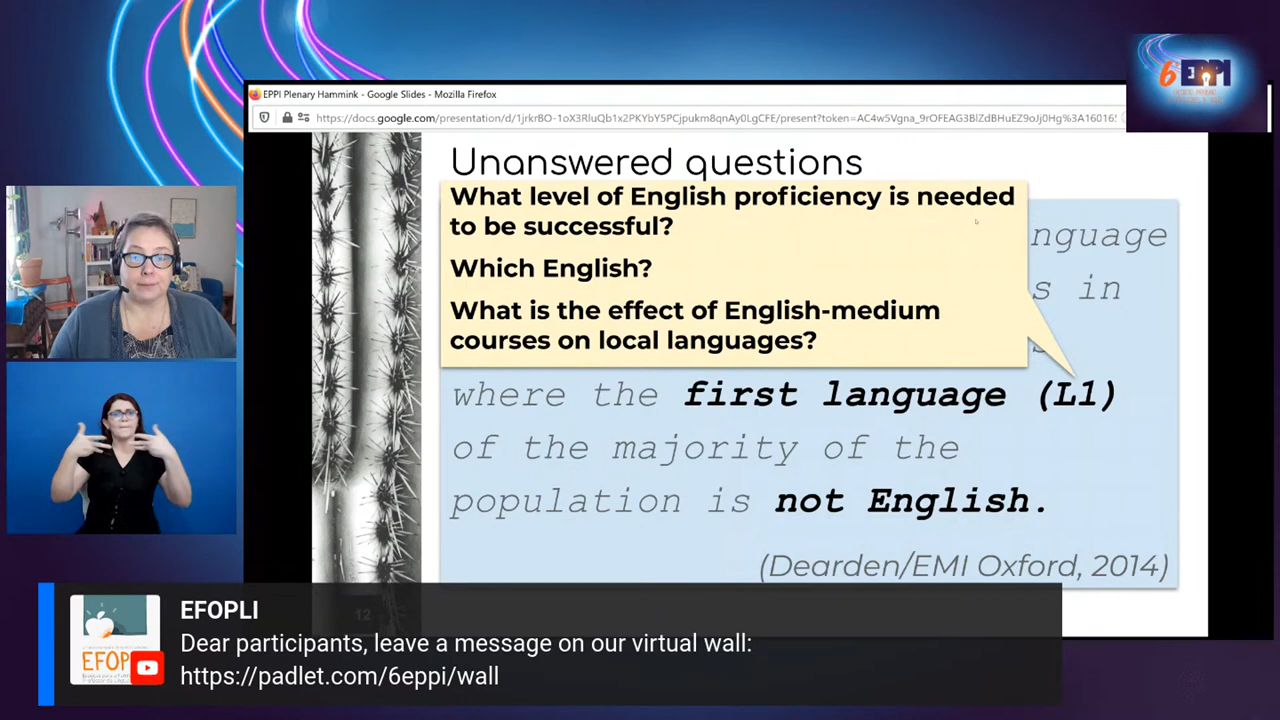 6EPPI
EPPI Plenary Hammink - Google Slides - Mozilla Firefox
Unanswered questions
What level of English proficiency is needed
to be successful?
Which English?
What is the effect of English-medium
courses on local languages?
nguage
s in
where the first language (L1)
of the majority of the
population is not English.
(Dearden/EMI Oxford, 2014)
12
EFOPLI
EFOPLI
Dear participants, leave a message on our virtual wall:
https://padlet.com/6eppi/wall